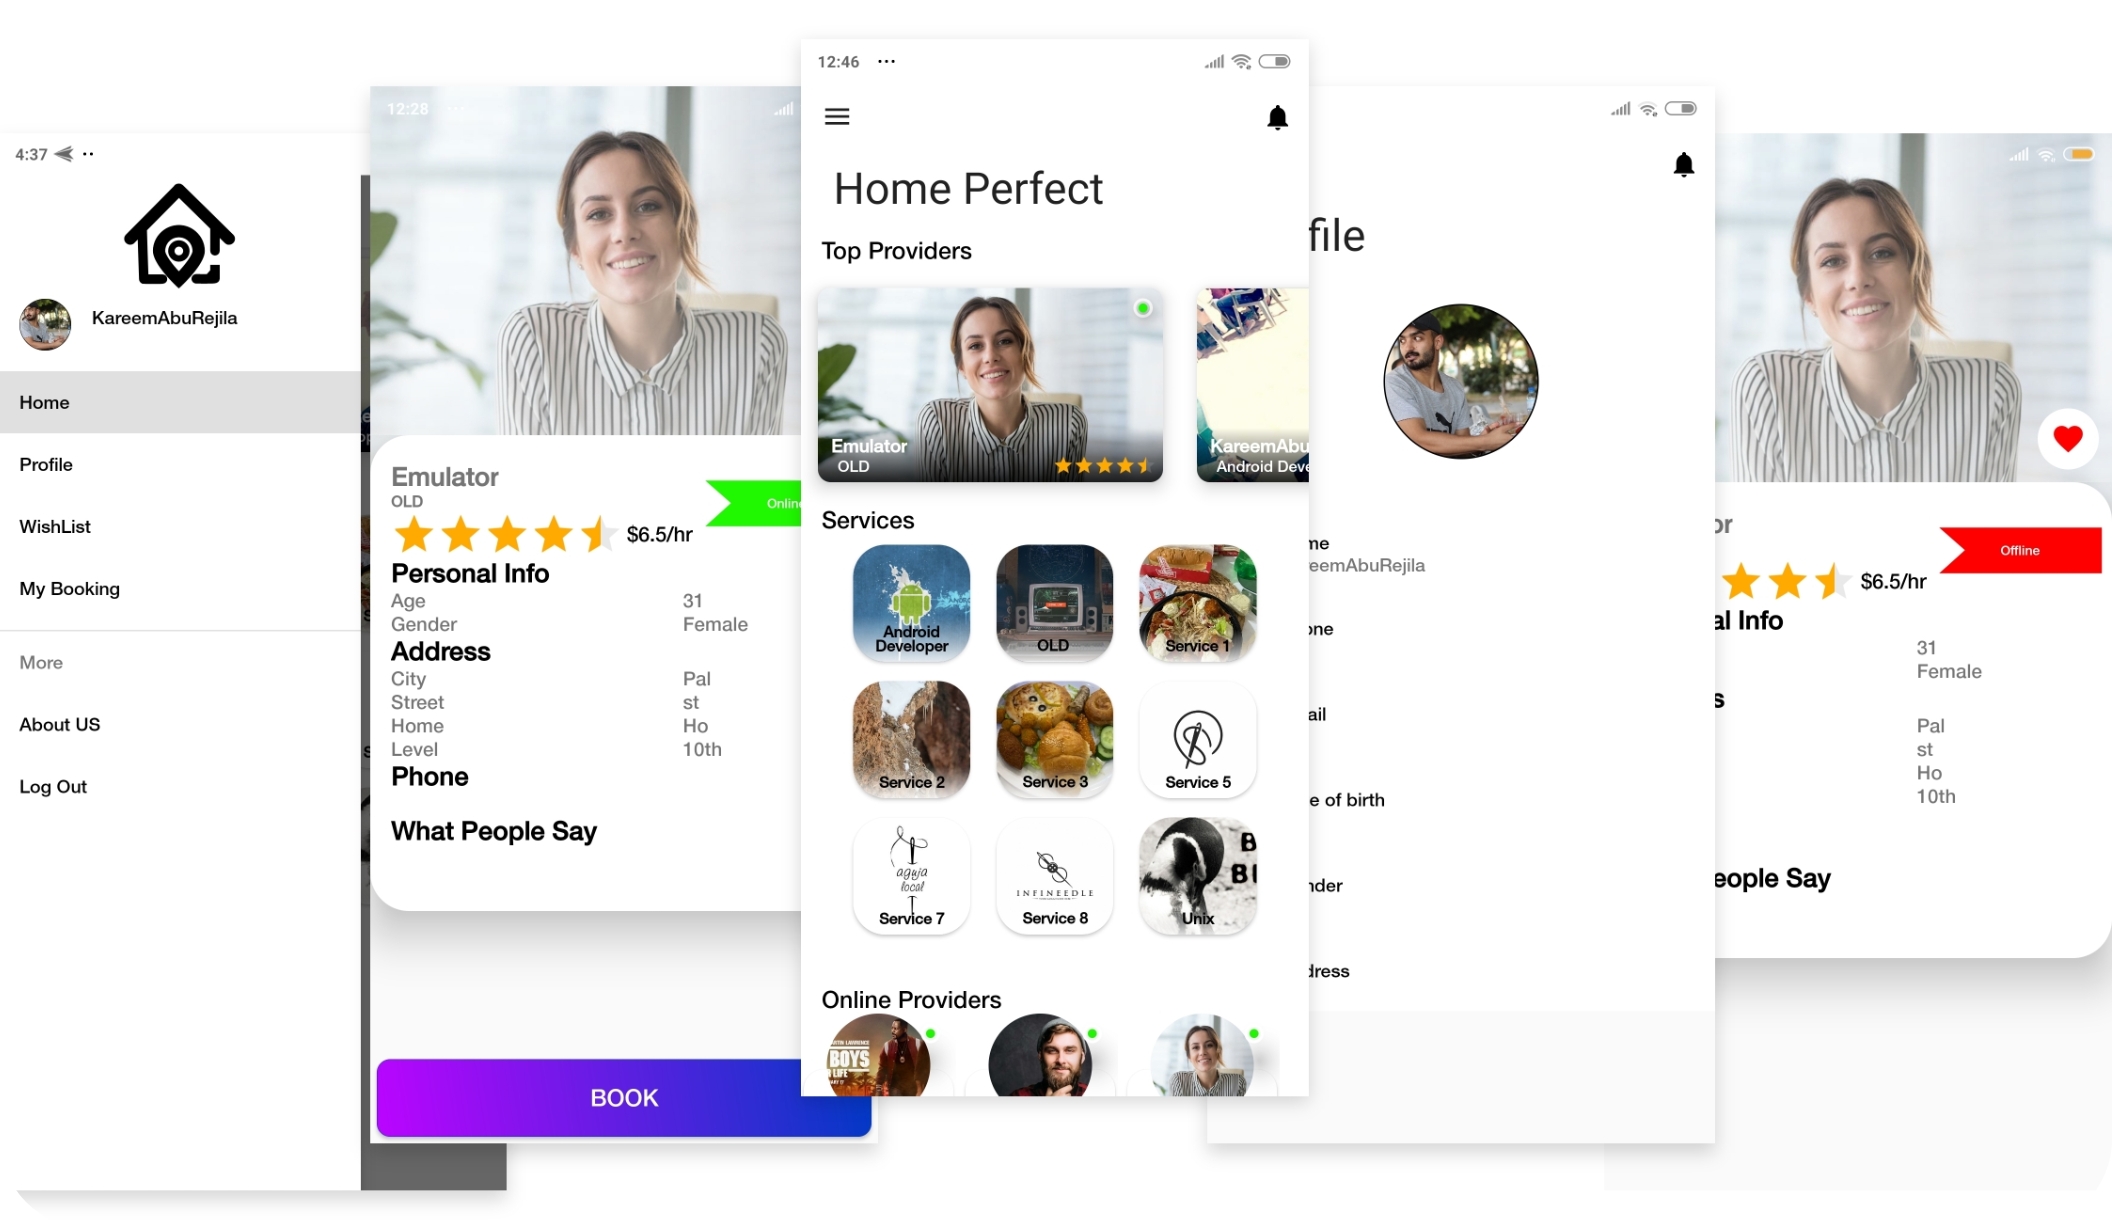 4:37
KareemAbuRejila
Home
Profile
WishList
My Booking
More
About US
Log Out
12:28
Emulator
OLD
$6.5/hr
Online
Personal Info
Age 31
Gender Female
Address
City Pal
Street st
Home Ho
Level 10th
Phone
What People Say
BOOK
12:46
Home Perfect
Top Providers
Emulator
OLD
KareemAbu
Android Deve
Services
Android
Developer
OLD
Service 1
Service 2
Service 3
Service 5
aguja
local
Service 7
INFINEEDLE
Service 8
B
BI
Unix
Online Providers
BOYS
LIFE
file
me
eemAbuRejila
one
ail
e of birth
nder
dress
or
Offline
$6.5/hr
al Info
31
Female
s
Pal
st
Ho
10th
eople Say